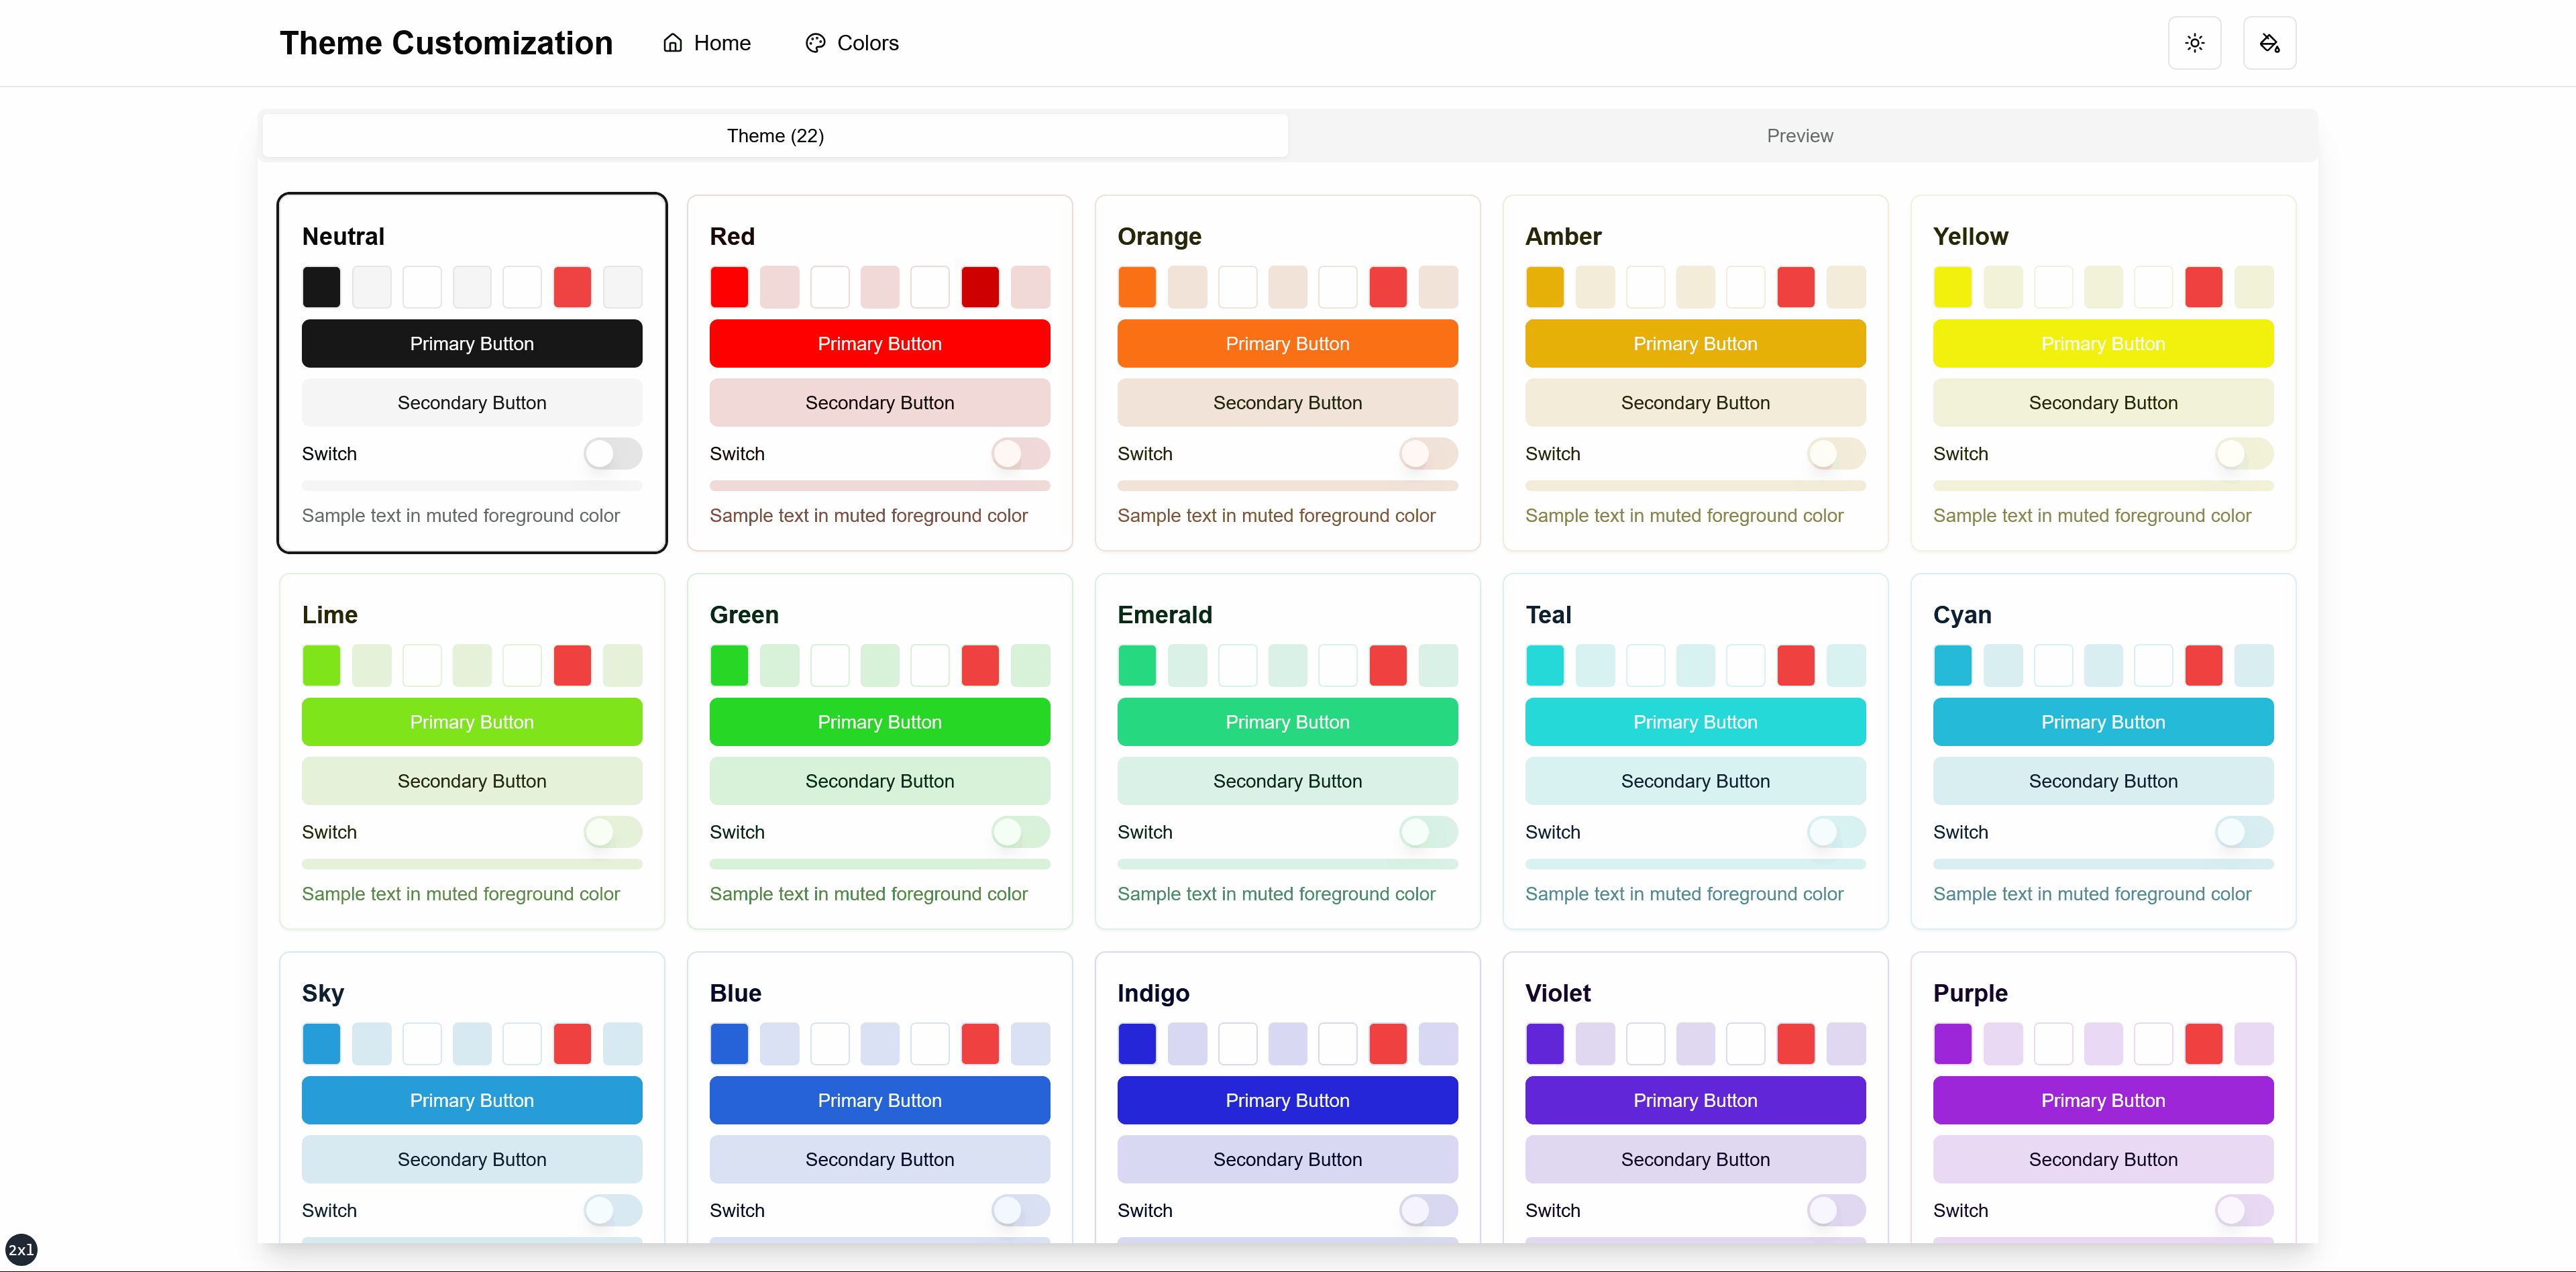 Theme Customization Home Colors
Theme (22) Preview
Neutral Red Orange Amber Yellow
Primary Button Primary Button Primary Button Primary Button Primary Button
Secondary Button Secondary Button Secondary Button Secondary Button Secondary Button
Switch Switch Switch Switch Switch
Sample text in muted foreground color Sample text in muted foreground color Sample text in muted foreground color Sample text in muted foreground color Sample text in muted foreground color
Lime Green Emerald Teal Cyan
Primary Button Primary Button Primary Button Primary Button Primary Button
Secondary Button Secondary Button Secondary Button Secondary Button Secondary Button
Switch Switch Switch Switch Switch
Sample text in muted foreground color Sample text in muted foreground color Sample text in muted foreground color Sample text in muted foreground color Sample text in muted foreground color
Sky Blue Indigo Violet Purple
Primary Button Primary Button Primary Button Primary Button Primary Button
Secondary Button Secondary Button Secondary Button Secondary Button Secondary Button
Switch Switch Switch Switch Switch
2xl